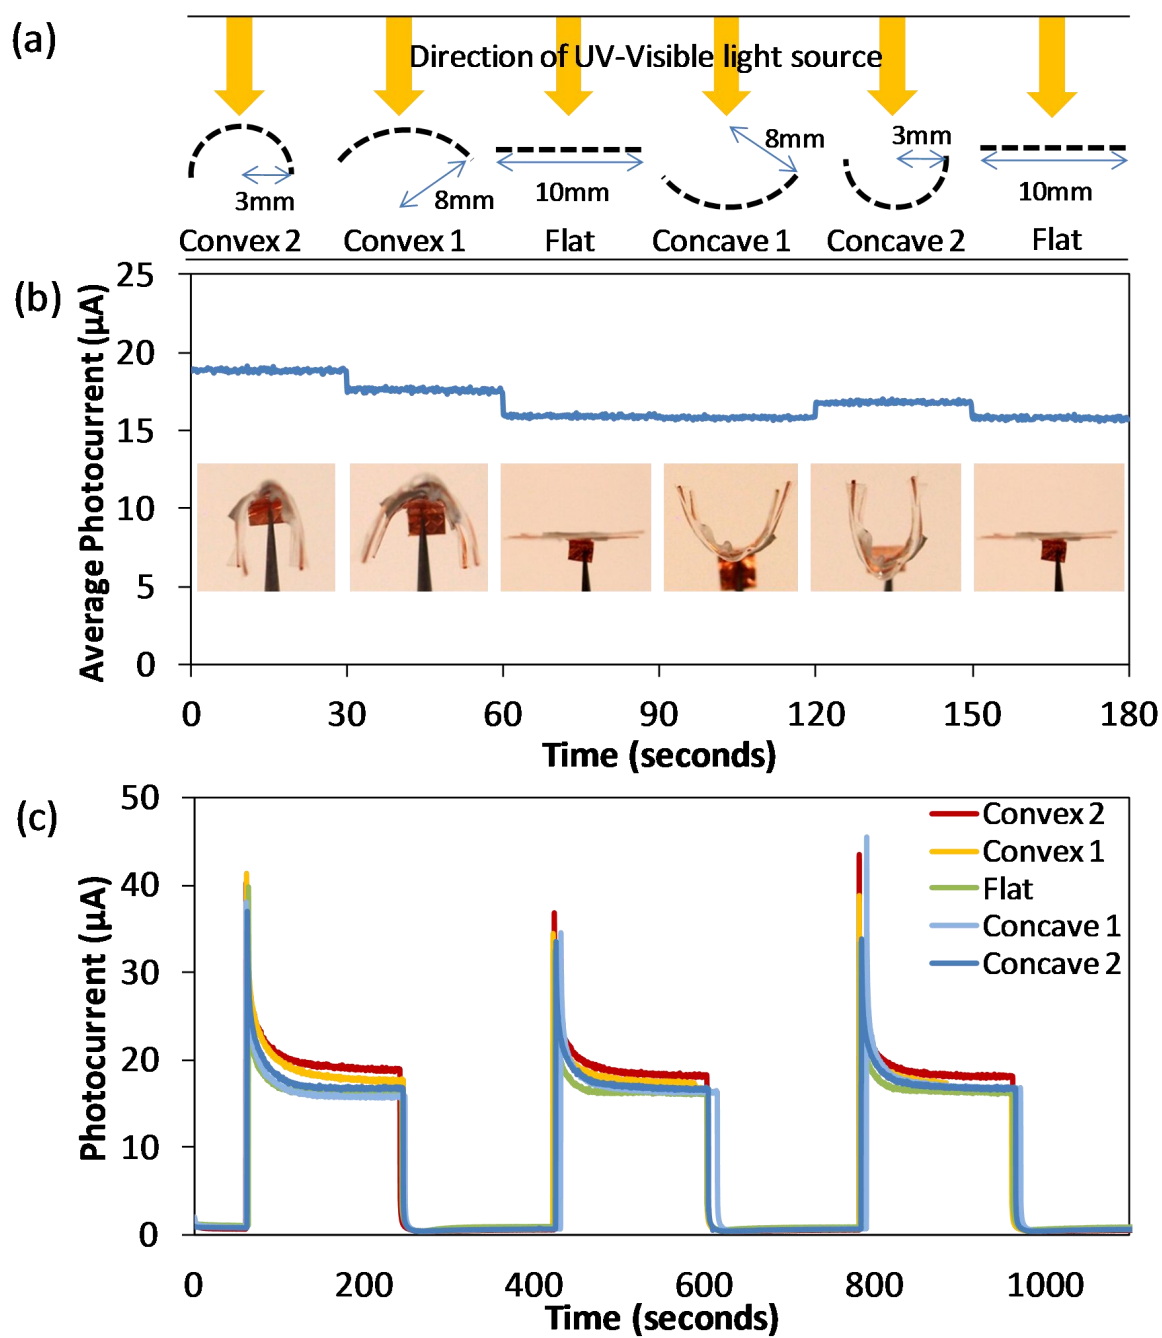 (a)
Direction of UV-Visible light source
3mm
8mm
10mm
8mm
3mm
10mm
Convex 2 Convex 1 Flat Concave 1 Concave 2 Flat
(b)
Average Photocurrent (µA)
25
20
15
10
5
0
0 30 60 90 120 150 180
Time (seconds)
(c)
Photocurrent (µA)
50
40
30
20
10
0
Convex 2
Convex 1
Flat
Concave 1
Concave 2
0 200 400 600 800 1000
Time (seconds)